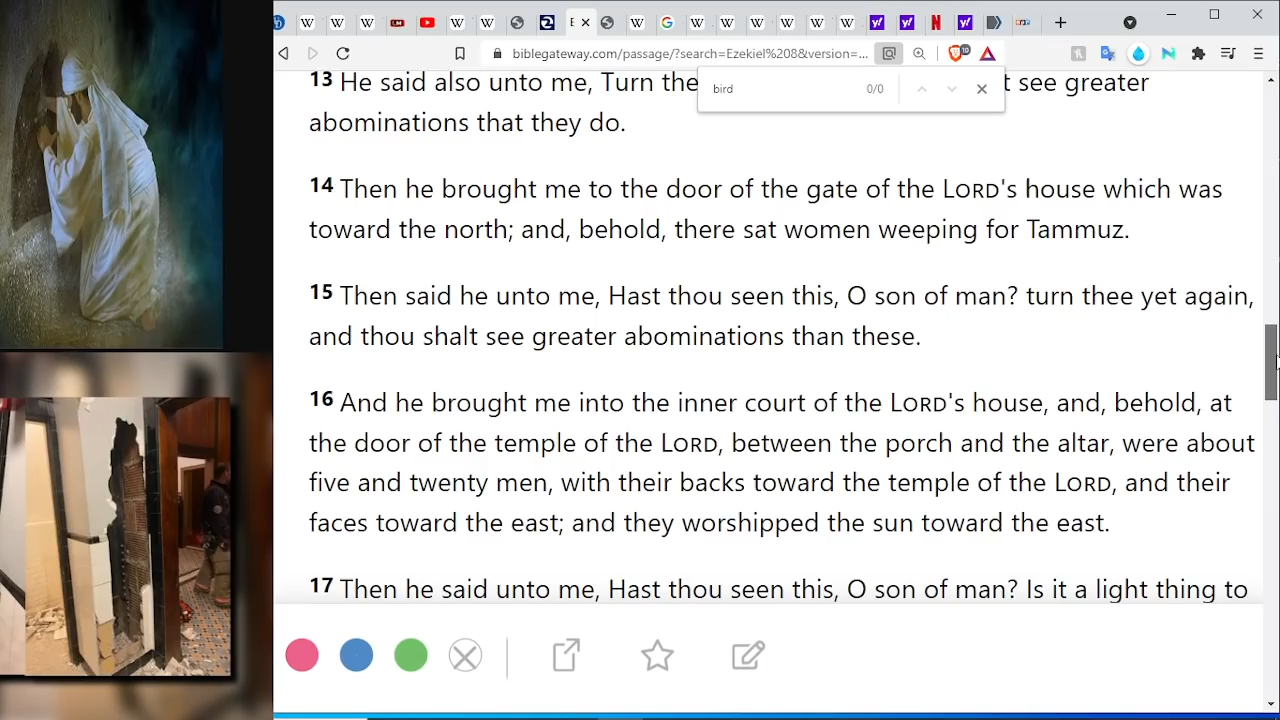 biblegateway.com/passage/?search=Ezekiel%208&version=...
bird
0/0
13 He said also unto me, Turn the
t see greater
abominations that they do.
14 Then he brought me to the door of the gate of the LORD's house which was
toward the north; and, behold, there sat women weeping for Tammuz.
15 Then said he unto me, Hast thou seen this, O son of man? turn thee yet again,
and thou shalt see greater abominations than these.
16 And he brought me into the inner court of the LORD's house, and, behold, at
the door of the temple of the LORD, between the porch and the altar, were about
five and twenty men, with their backs toward the temple of the LORD, and their
faces toward the east; and they worshipped the sun toward the east.
17 Then he said unto me, Hast thou seen this, O son of man? Is it a light thing to